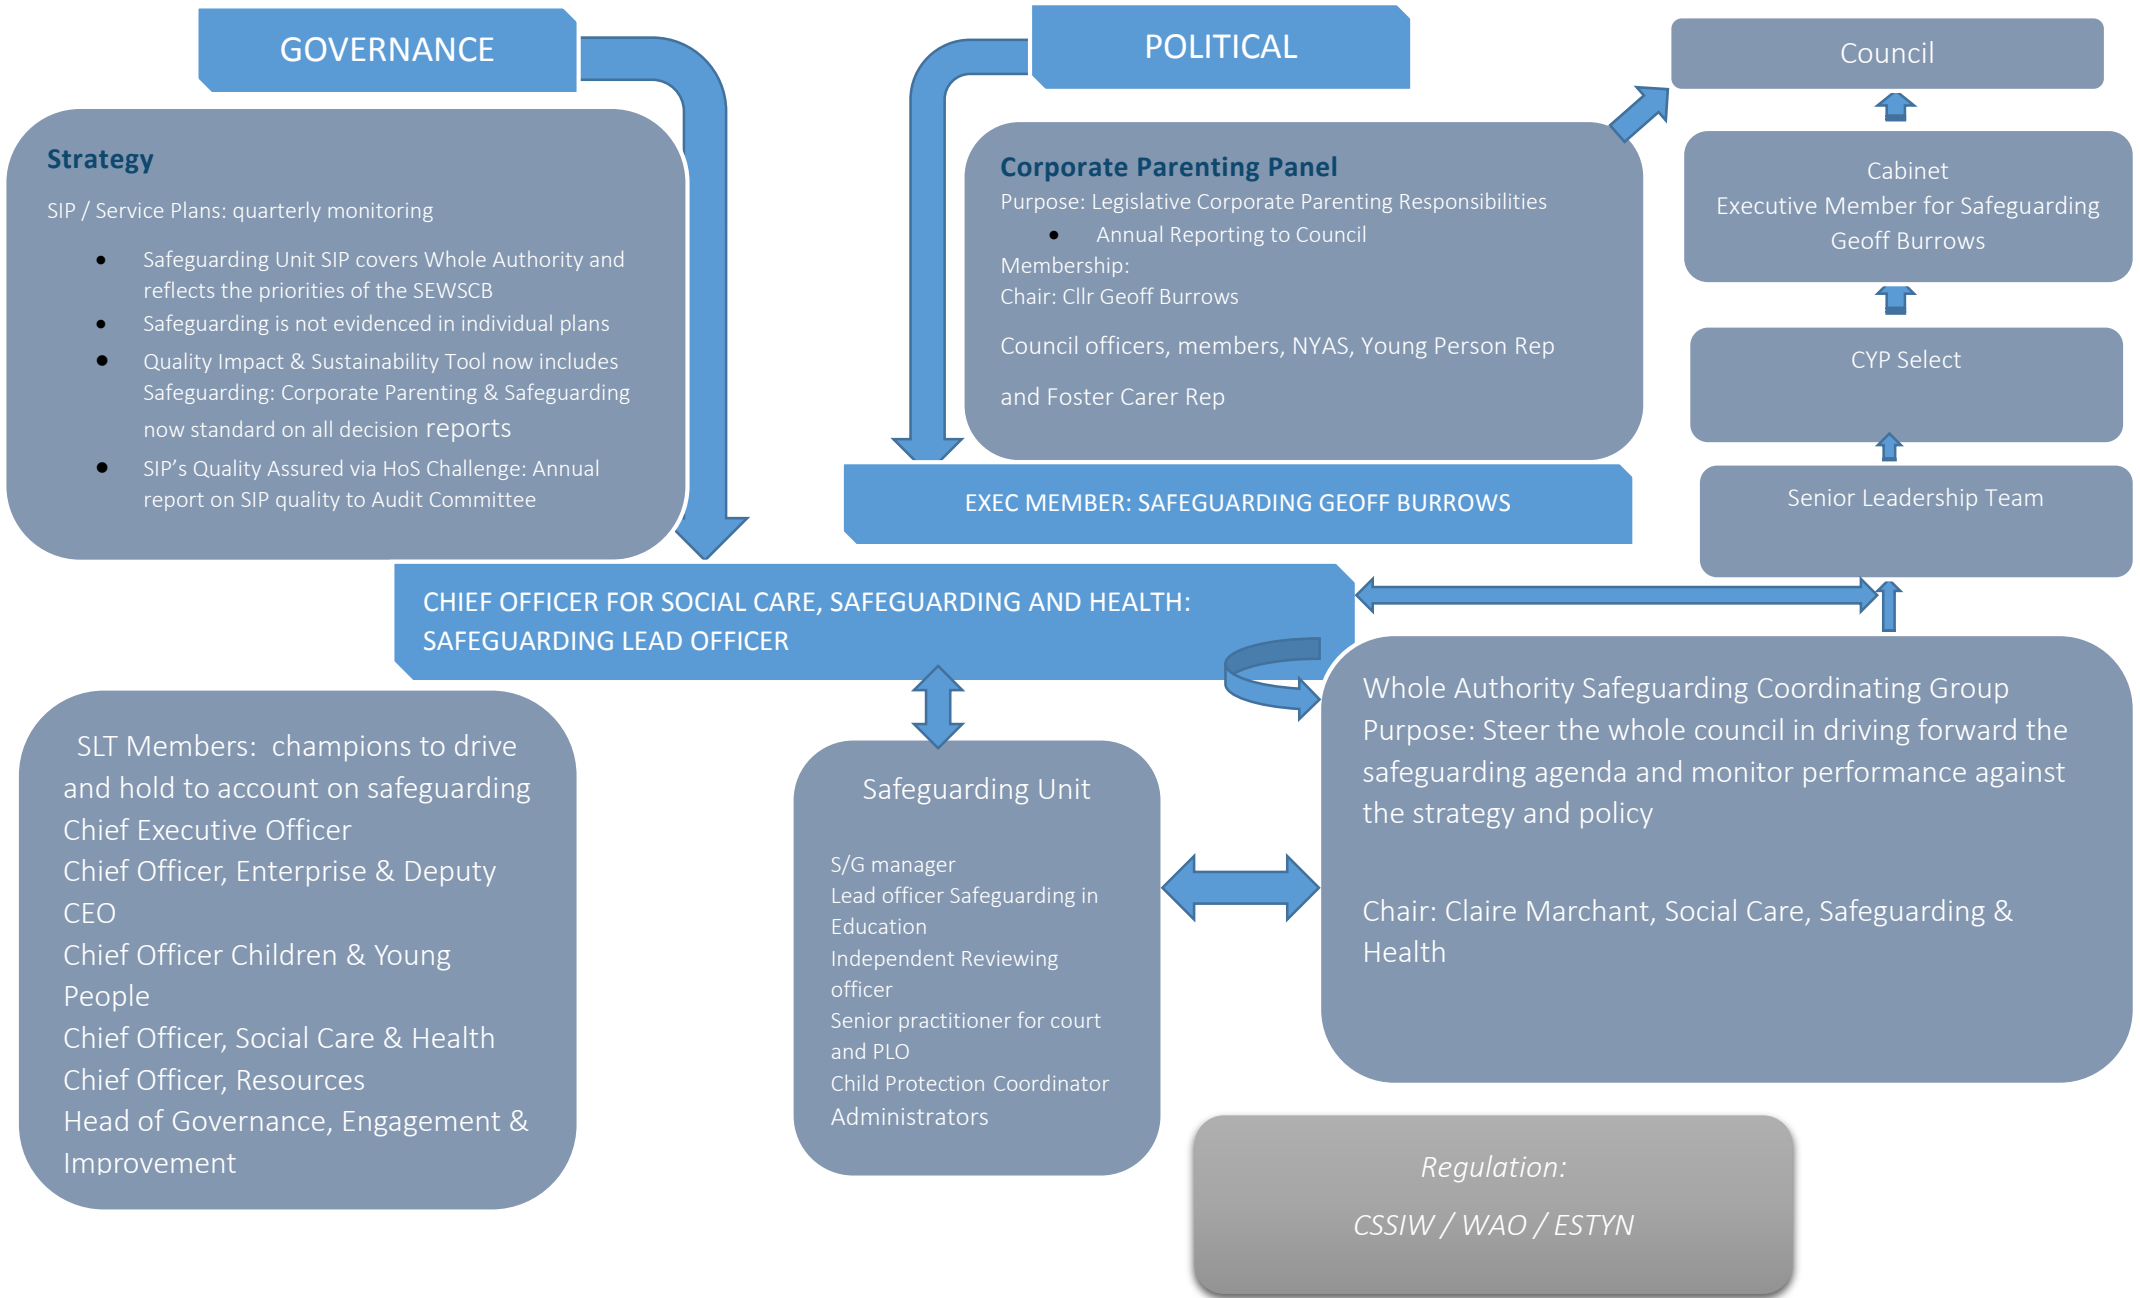 GOVERNANCE
POLITICAL
Council
Strategy
SIP / Service Plans: quarterly monitoring
• Safeguarding Unit SIP covers Whole Authority and
reflects the priorities of the SEWSCB
• Safeguarding is not evidenced in individual plans
• Quality Impact & Sustainability Tool now includes
Safeguarding: Corporate Parenting & Safeguarding
now standard on all decision reports
• SIP's Quality Assured via HoS Challenge: Annual
report on SIP quality to Audit Committee
Corporate Parenting Panel
Purpose: Legislative Corporate Parenting Responsibilities
• Annual Reporting to Council
Membership:
Chair: Cllr Geoff Burrows
Council officers, members, NYAS, Young Person Rep
and Foster Carer Rep
Cabinet
Executive Member for Safeguarding
Geoff Burrows
CYP Select
Senior Leadership Team
EXEC MEMBER: SAFEGUARDING GEOFF BURROWS
CHIEF OFFICER FOR SOCIAL CARE, SAFEGUARDING AND HEALTH:
SAFEGUARDING LEAD OFFICER
SLT Members: champions to drive
and hold to account on safeguarding
Chief Executive Officer
Chief Officer, Enterprise & Deputy
CEO
Chief Officer Children & Young
People
Chief Officer, Social Care & Health
Chief Officer, Resources
Head of Governance, Engagement &
Improvement
Safeguarding Unit
S/G manager
Lead officer Safeguarding in
Education
Independent Reviewing
officer
Senior practitioner for court
and PLO
Child Protection Coordinator
Administrators
Whole Authority Safeguarding Coordinating Group
Purpose: Steer the whole council in driving forward the
safeguarding agenda and monitor performance against
the strategy and policy
Chair: Claire Marchant, Social Care, Safeguarding &
Health
Regulation:
CSSIW / WAO / ESTYN